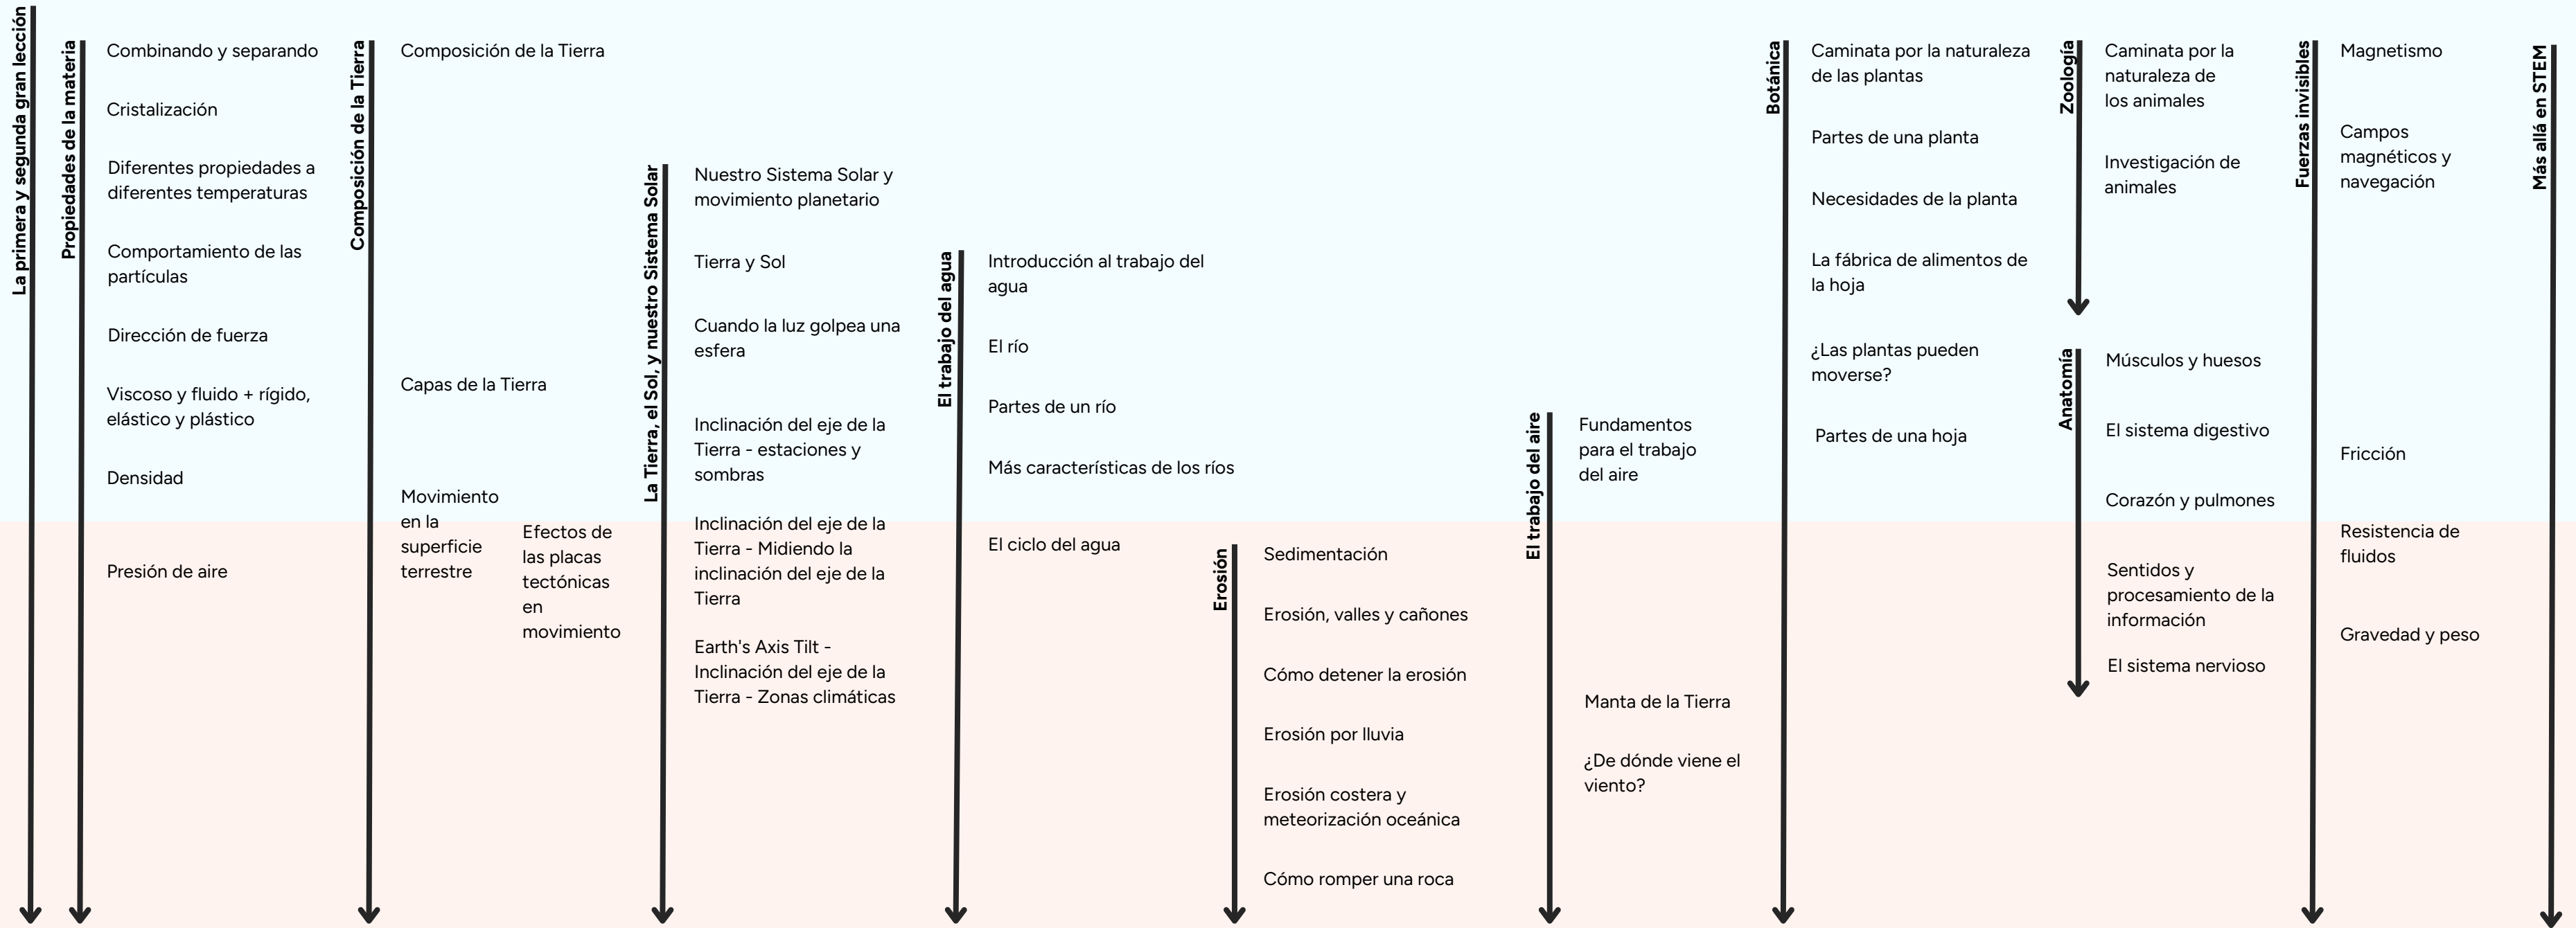 La primera y segunda gran lección
Propiedades de la materia
Combinando y separando
Cristalización
Diferentes propiedades a
diferentes temperaturas
Comportamiento de las
partículas
Dirección de fuerza
Viscoso y fluido + rígido,
elástico y plástico
Densidad
Presión de aire
Composición de la Tierra
Composición de la Tierra
Capas de la Tierra
Movimiento
en la
superficie
terrestre
Efectos de
las placas
tectónicas
en
movimiento
La Tierra, el Sol, y nuestro Sistema Solar
Nuestro Sistema Solar y
movimiento planetario
Tierra y Sol
Cuando la luz golpea una
esfera
Inclinación del eje de la
Tierra - estaciones y
sombras
Inclinación del eje de la
Tierra - Midiendo la
inclinación del eje de la
Tierra
Earth's Axis Tilt -
Inclinación del eje de la
Tierra - Zonas climáticas
El trabajo del agua
Introducción al trabajo del
agua
El río
Partes de un río
Más características de los ríos
El ciclo del agua
Erosión
Sedimentación
Erosión, valles y cañones
Cómo detener la erosión
Erosión por lluvia
Erosión costera y
meteorización oceánica
Cómo romper una roca
El trabajo del aire
Fundamentos
para el trabajo
del aire
Manta de la Tierra
¿De dónde viene el
viento?
Botánica
Caminata por la naturaleza
de las plantas
Partes de una planta
Necesidades de la planta
La fábrica de alimentos de
la hoja
¿Las plantas pueden
moverse?
Partes de una hoja
Zoología
Caminata por la
naturaleza de
los animales
Investigación de
animales
Anatomía
Músculos y huesos
El sistema digestivo
Corazón y pulmones
Sentidos y
procesamiento de la
información
El sistema nervioso
Fuerzas invisibles
Magnetismo
Campos
magnéticos y
navegación
Fricción
Resistencia de
fluidos
Gravedad y peso
Más allá en STEM